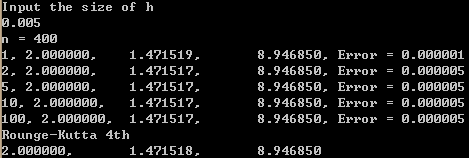 Input the size of h
0.005
n = 400
1, 2.000000, 1.471519, 8.946850, Error = 0.000001
2, 2.000000, 1.471517, 8.946850, Error = 0.000005
5, 2.000000, 1.471517, 8.946850, Error = 0.000005
10, 2.000000, 1.471517, 8.946850, Error = 0.000005
100, 2.000000, 1.471517, 8.946850, Error = 0.000005
Rounge-Kutta 4th
2.000000, 1.471518, 8.946850